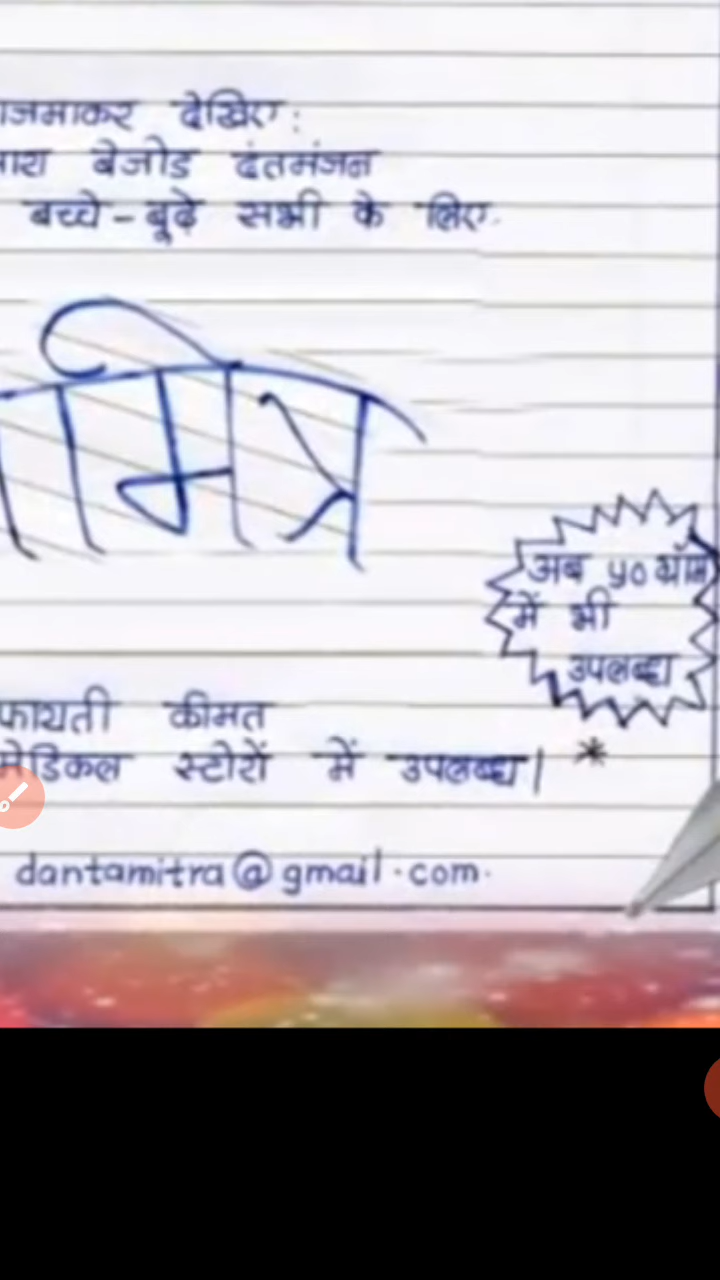 ाजमाकर देखिए:
मारा बेजोड दंतमंजन
बच्चे-बूढे सभी के लिए.
मित्र
अब 40 ग्राम
में भी
उपलब्ध
फायती कीमत
मेडिकल स्टोरों में उपलब्ध। *
dantamitra@gmail.com.